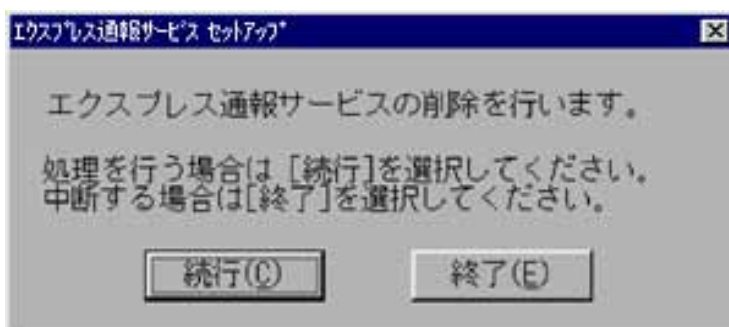 ｴｸｽﾌﾟﾚｽ通報ｻｰﾋﾞｽ ｾｯﾄｱｯﾌﾟ
エクスプレス通報サービスの削除を行います。
処理を行う場合は [続行]を選択してください。
中断する場合は[終了]を選択してください。
続行(C) 終了(E)